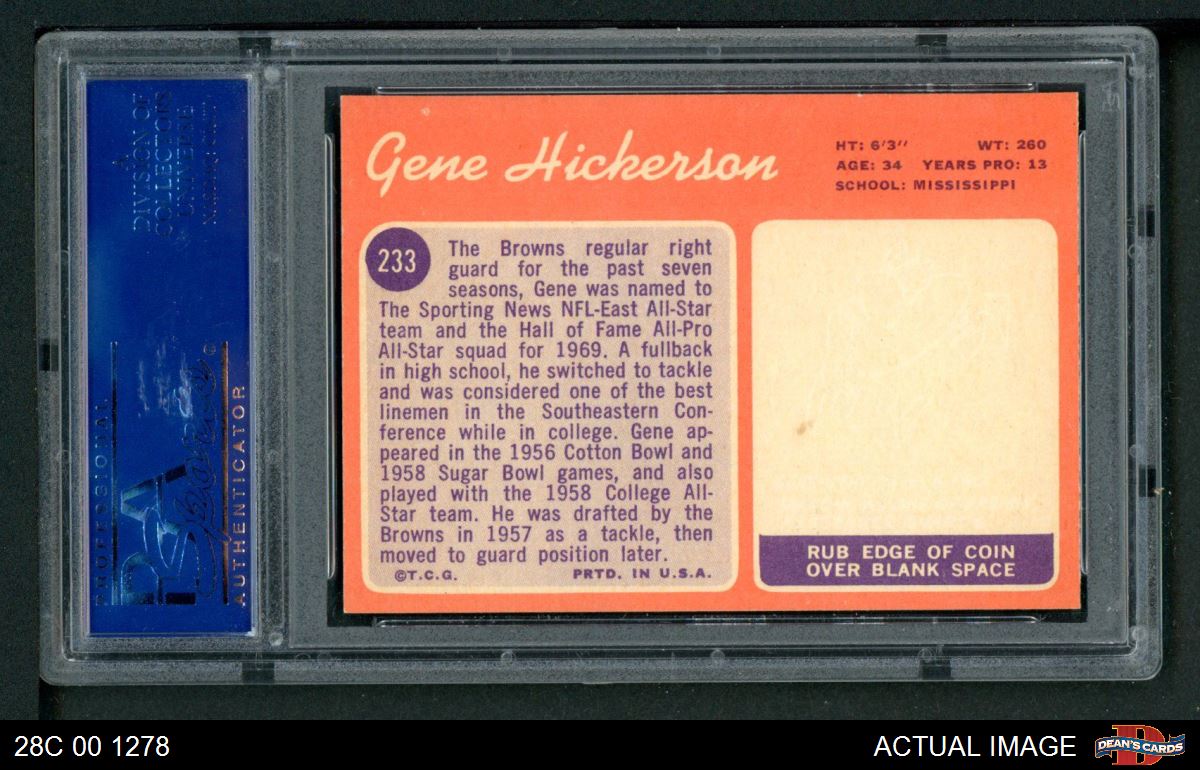 A
DIVISION OF
COLLECTORS
UNIVERSE
PROFESSIONAL
PSA
AUTHENTICATOR
®
Gene Hickerson
HT: 6'3" WT: 260
AGE: 34 YEARS PRO: 13
SCHOOL: MISSISSIPPI
233
The Browns regular right
guard for the past seven
seasons, Gene was named to
The Sporting News NFL-East All-Star
team and the Hall of Fame All-Pro
All-Star squad for 1969. A fullback
in high school, he switched to tackle
and was considered one of the best
linemen in the Southeastern Con-
ference while in college. Gene ap-
peared in the 1956 Cotton Bowl and
1958 Sugar Bowl games, and also
played with the 1958 College All-
Star team. He was drafted by the
Browns in 1957 as a tackle, then
moved to guard position later.
©T.C.G. PRTD. IN U.S.A.
RUB EDGE OF COIN
OVER BLANK SPACE
28C 00 1278
ACTUAL IMAGE
D
DEAN'S CARDS